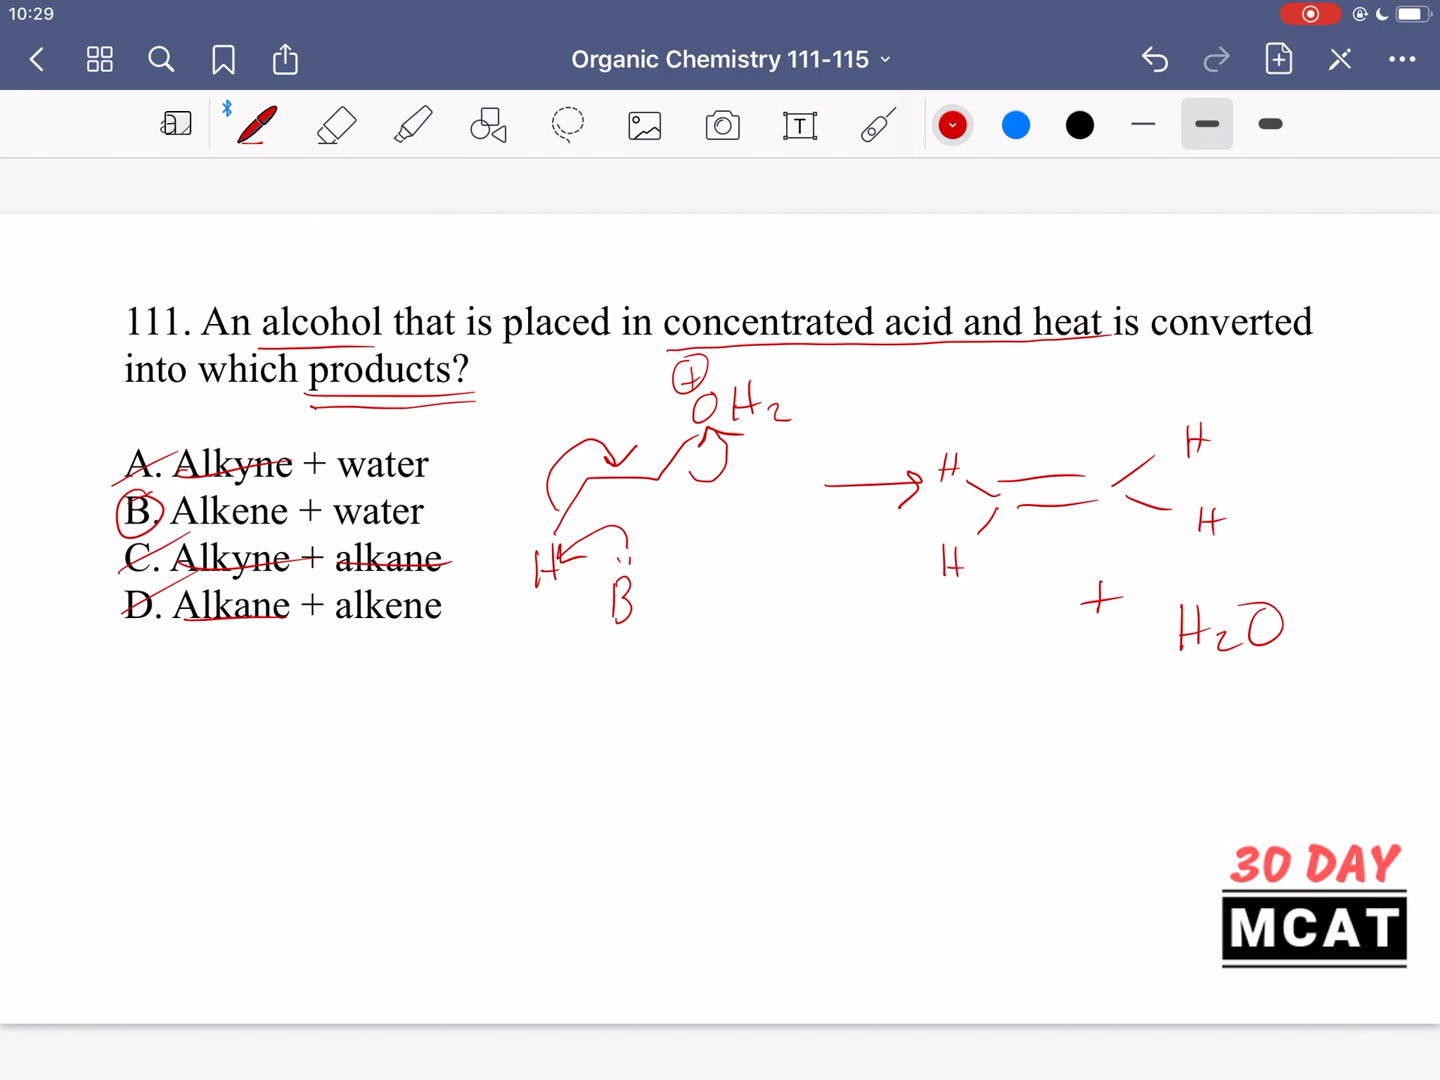 10:29
Organic Chemistry 111-115
T
111. An alcohol that is placed in concentrated acid and heat is converted
into which products?
+
OH2
A. Alkyne + water
B. Alkene + water
C. Alkyne + alkane
D. Alkane + alkene
H
B
H
H
H
H
+ H2O
30 DAY
MCAT